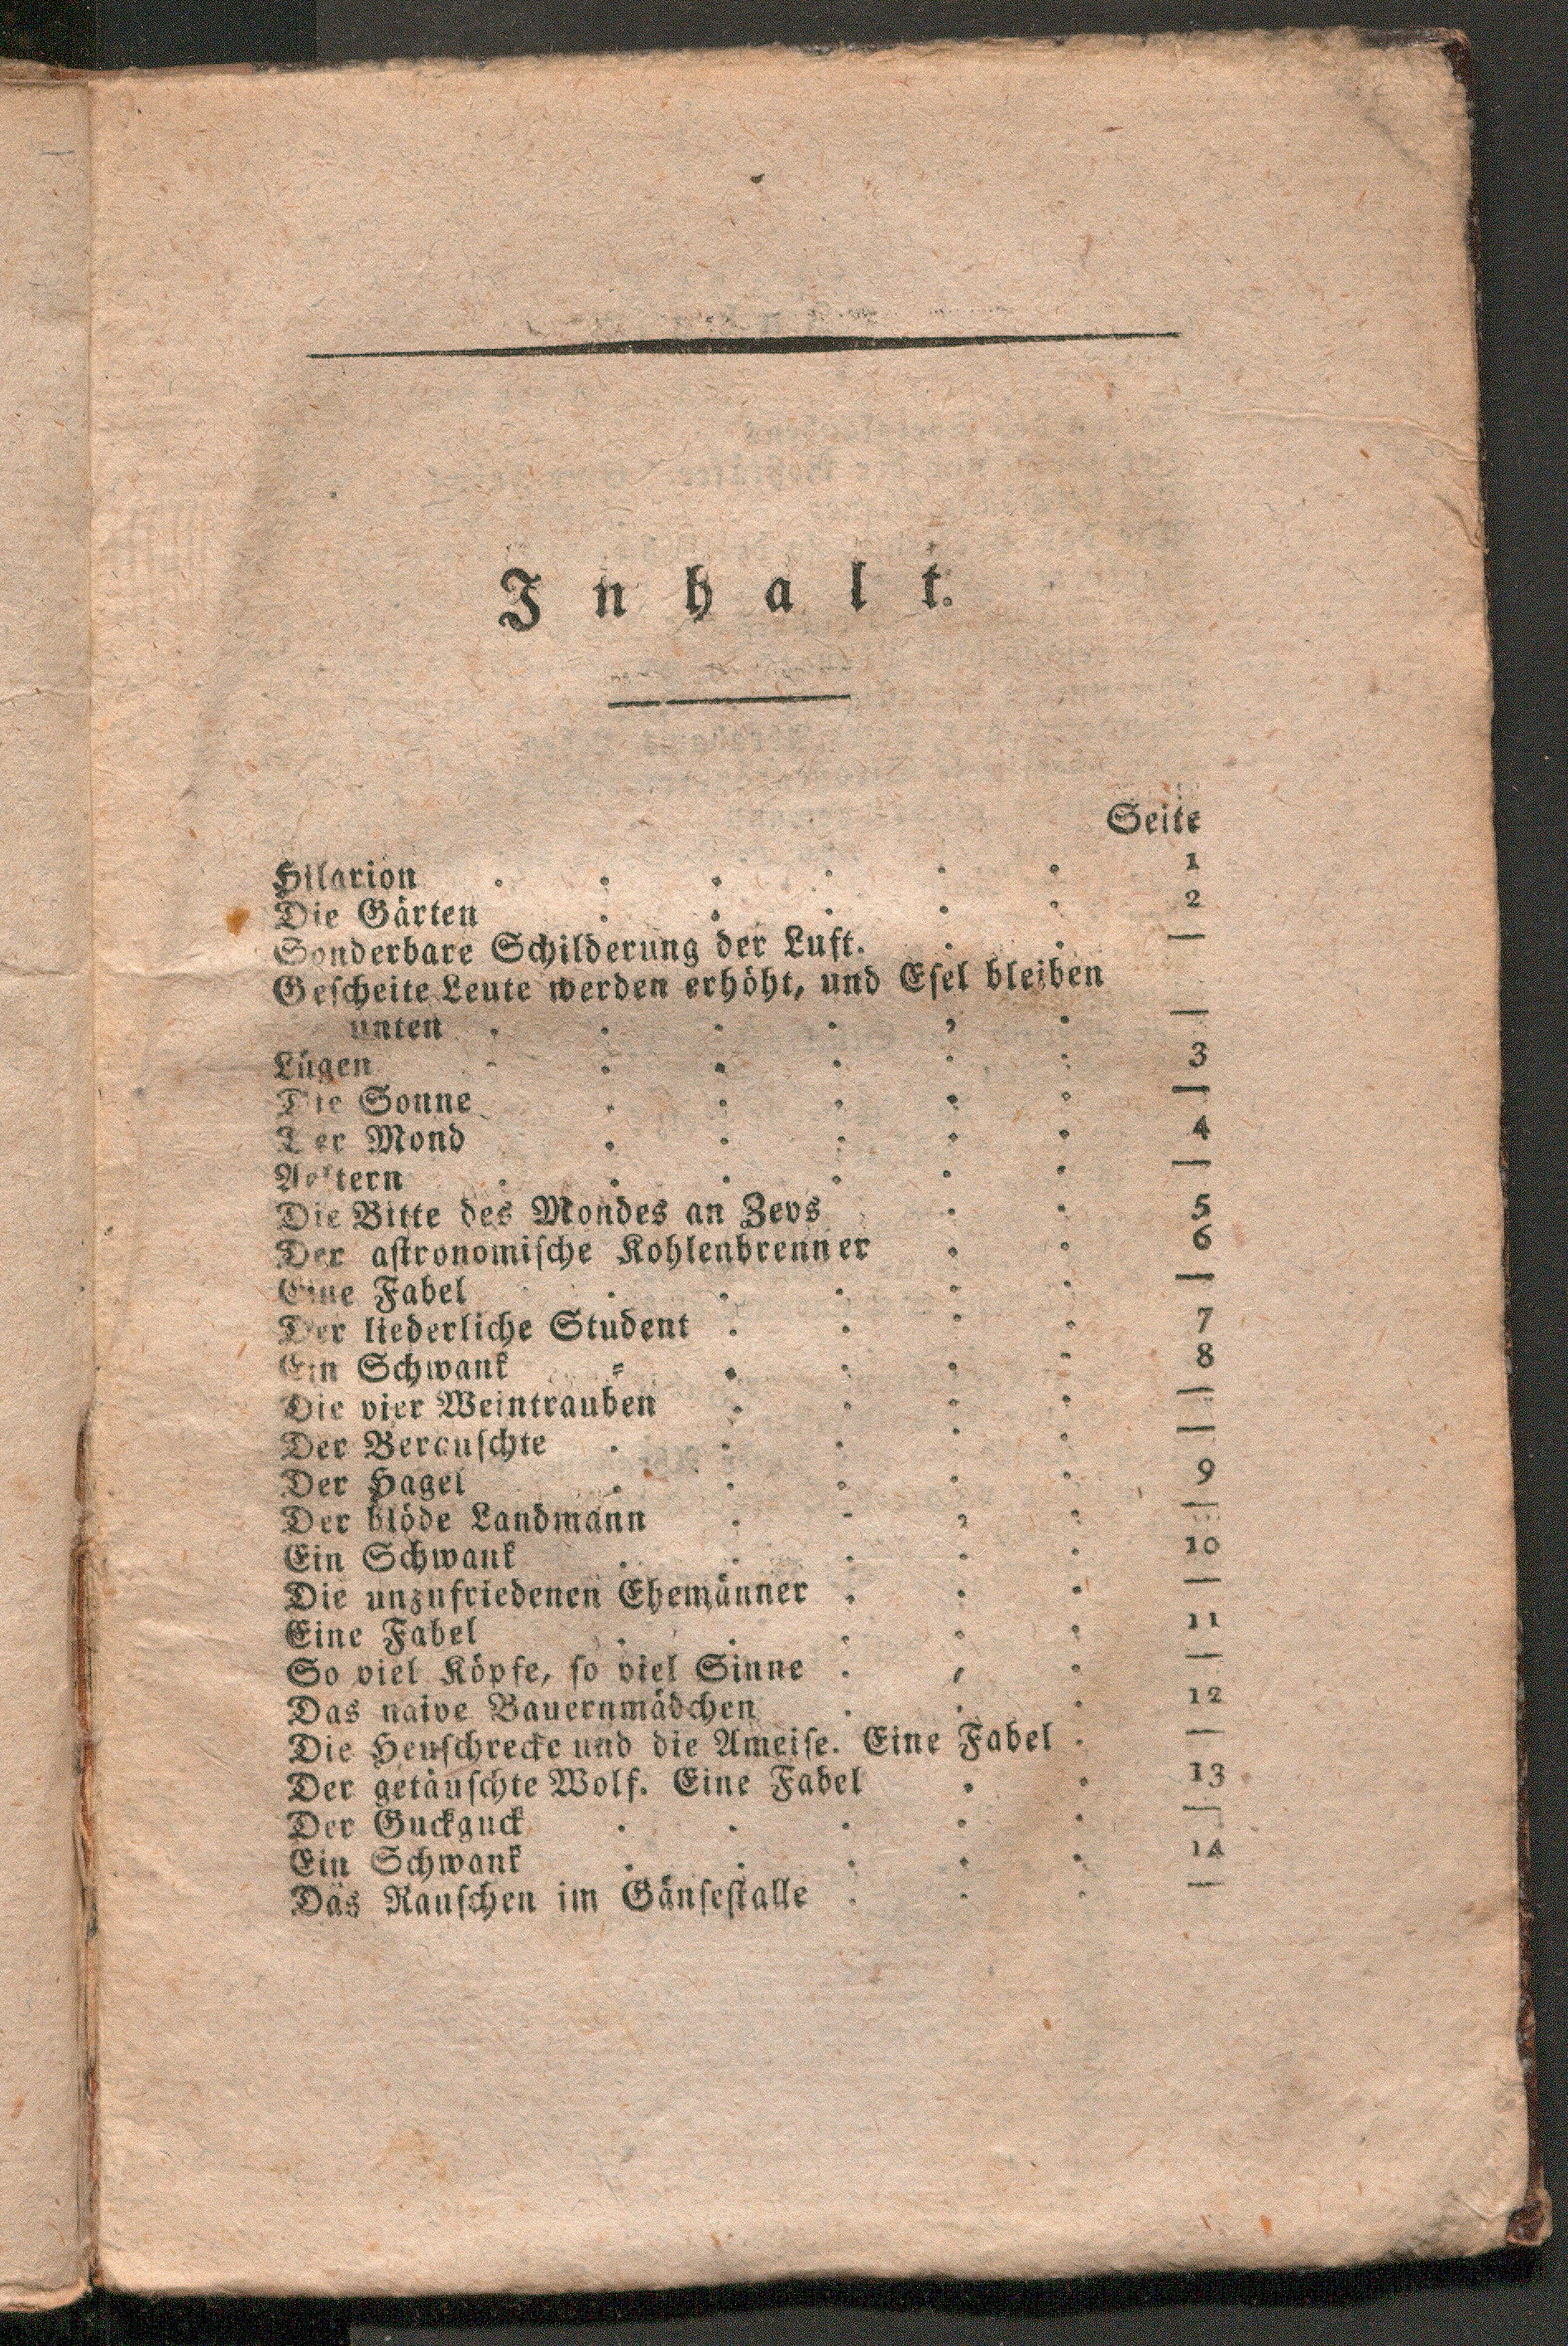 Inhalt.
Seite
Hilarion . . . . . . 1
Die Gärten . . . . . 2
Sonderbare Schilderung der Luft. . . —
Gescheite Leute werden erhöht, und Esel bleiben
unten . . . . . . —
Lügen . . . . . . 3
Die Sonne . . . . . —
Der Mond . . . . . 4
Aeltern . . . . . . —
Die Bitte des Mondes an Zevs . . 5
Der astronomische Kohlenbrenner . . 6
Eine Fabel . . . . . —
Der liederliche Student . . . . 7
Ein Schwank . . . . . 8
Die vier Weintrauben . . . . —
Der Berauschte . . . . . —
Der Hagel . . . . . 9
Der blöde Landmann . . . . —
Ein Schwank . . . . . 10
Die unzufriedenen Ehemänner . . . —
Eine Fabel . . . . . 11
So viel Köpfe, so viel Sinne . . . —
Das naive Bauernmädchen . . . 12
Die Heuschrecke und die Ameise. Eine Fabel . —
Der getäuschte Wolf. Eine Fabel . . 13
Der Guckguck . . . . . —
Ein Schwank . . . . . 14
Das Rauschen im Gänsestalle . . . —